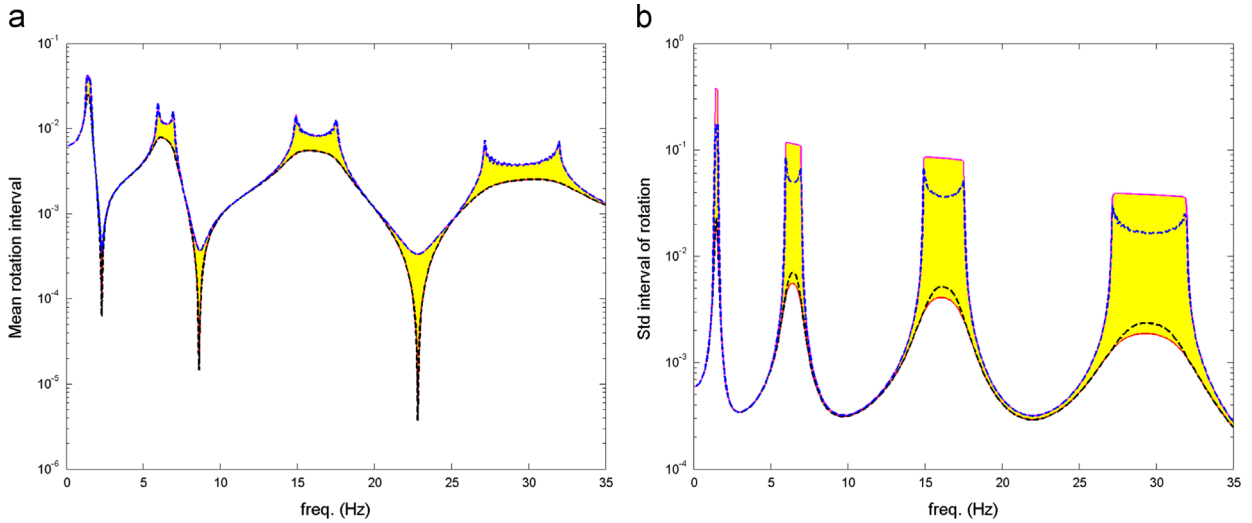 a
b
10^-1
10^-2
10^-3
10^-4
10^-5
10^-6
Mean rotation interval
0 5 10 15 20 25 30 35
freq. (Hz)
10^0
10^-1
10^-2
10^-3
10^-4
Std interval of rotation
0 5 10 15 20 25 30 35
freq. (Hz)